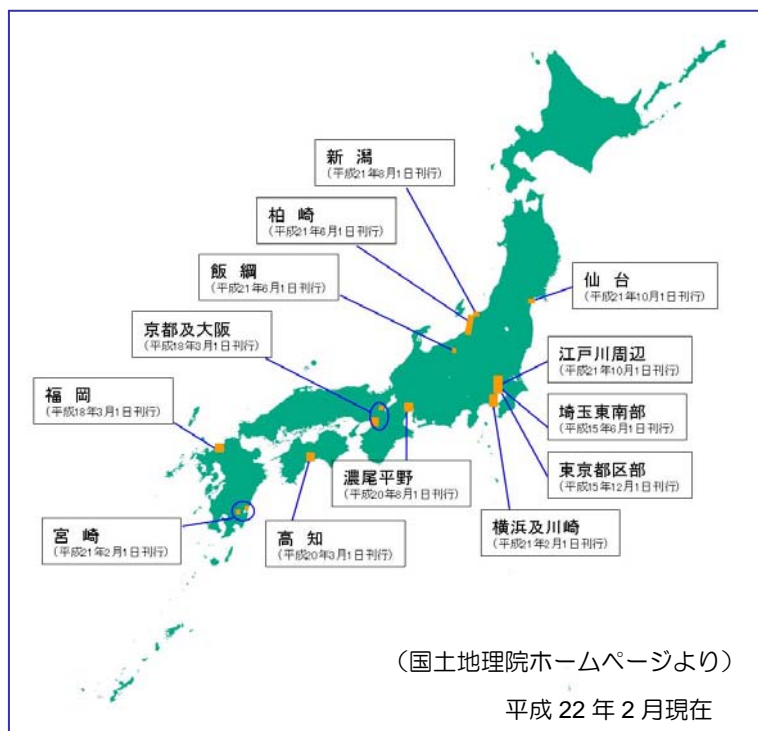 新 潟
（平成21年8月1日刊行）
柏 崎
（平成21年6月1日刊行）
飯 綱
（平成21年6月1日刊行）
仙 台
（平成21年10月1日刊行）
京都及大阪
（平成18年3月1日刊行）
江戸川周辺
（平成21年10月1日刊行）
福 岡
（平成18年3月1日刊行）
埼玉東南部
（平成15年6月1日刊行）
濃尾平野
（平成20年8月1日刊行）
東京都区部
（平成15年12月1日刊行）
宮 崎
（平成21年2月1日刊行）
高 知
（平成20年3月1日刊行）
横浜及川崎
（平成21年2月1日刊行）
（国土地理院ホームページより）
平成 22 年 2 月現在